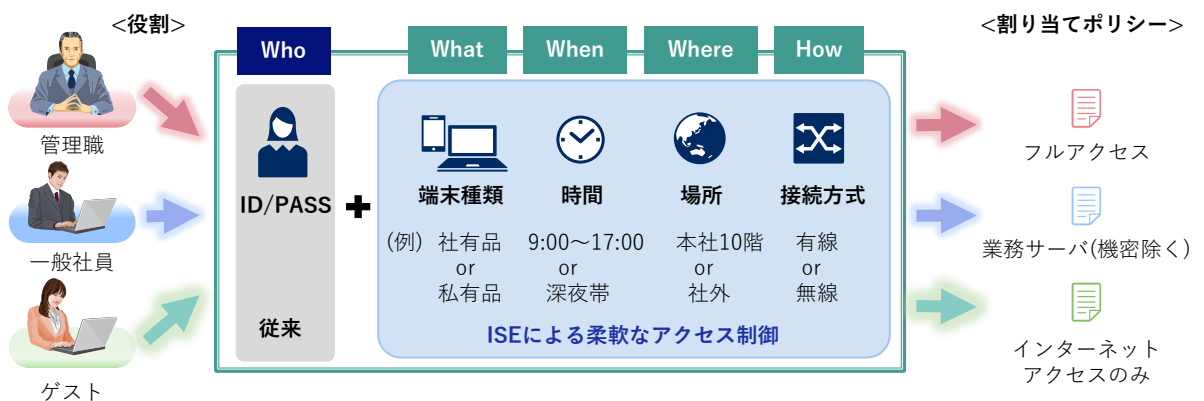 <役割>
管理職
一般社員
ゲスト
Who
ID/PASS
従来
What
When
Where
How
端末種類
時間
場所
接続方式
(例)
社有品
or
私有品
9:00～17:00
or
深夜帯
本社10階
or
社外
有線
or
無線
ISEによる柔軟なアクセス制御
<割り当てポリシー>
フルアクセス
業務サーバ(機密除く)
インターネット
アクセスのみ